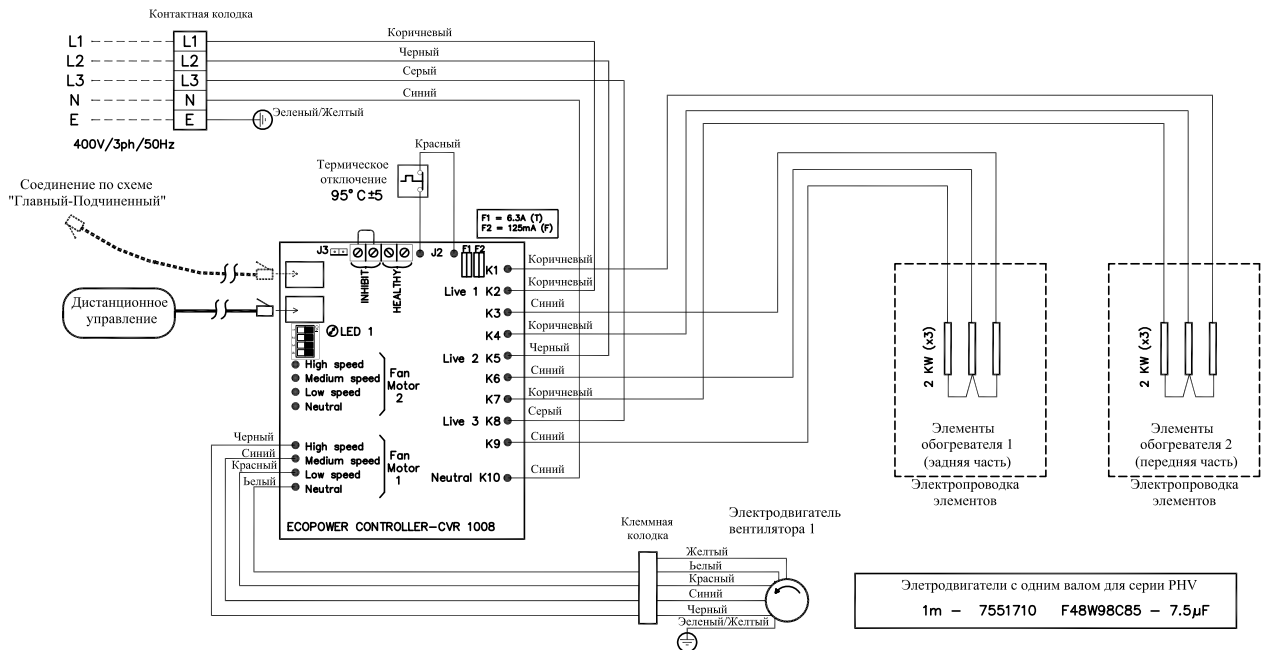 Контактная колодка
L1 L1
L2 L2
L3 L3
N N
E E
400V/3ph/50Hz
Коричневый
Черный
Серый
Синий
Эеленый/Желтый
Соединение по схеме
"Главный-Подчиненный"
Дистанционное
управление
Термическое
отключение
95°C±5
Красный
F1 = 6.3A (T)
F2 = 125mA (F)
J3
J2
F1 F2
INHIBIT
HEALTHY
LED 1
High speed
Medium speed
Low speed
Neutral
Fan
Motor
2
High speed
Medium speed
Low speed
Neutral
Fan
Motor
1
K1
Live 1 K2
K3
K4
Live 2 K5
K6
K7
Live 3 K8
K9
Neutral K10
ECOPOWER CONTROLLER-CVR 1008
Коричневый
Коричневый
Синий
Коричневый
Черный
Синий
Коричневый
Серый
Синий
Синий
Черный
Синий
Красный
Белый
2 KW (x3)
Элементы
обогревателя 1
(эадняя часть)
Электропроводка
элементов
2 KW (x3)
Элементы
обогревателя 2
(передняя часть)
Электропроводка
элементов
Клеммная
колодка
Электродвигатель
вентилятора 1
Желтый
Белый
Красный
Синий
Черный
Эеленый/Желтый
Элетродвигатели с одним валом для серии PHV
1m - 7551710 F48W98C85 - 7.5µF